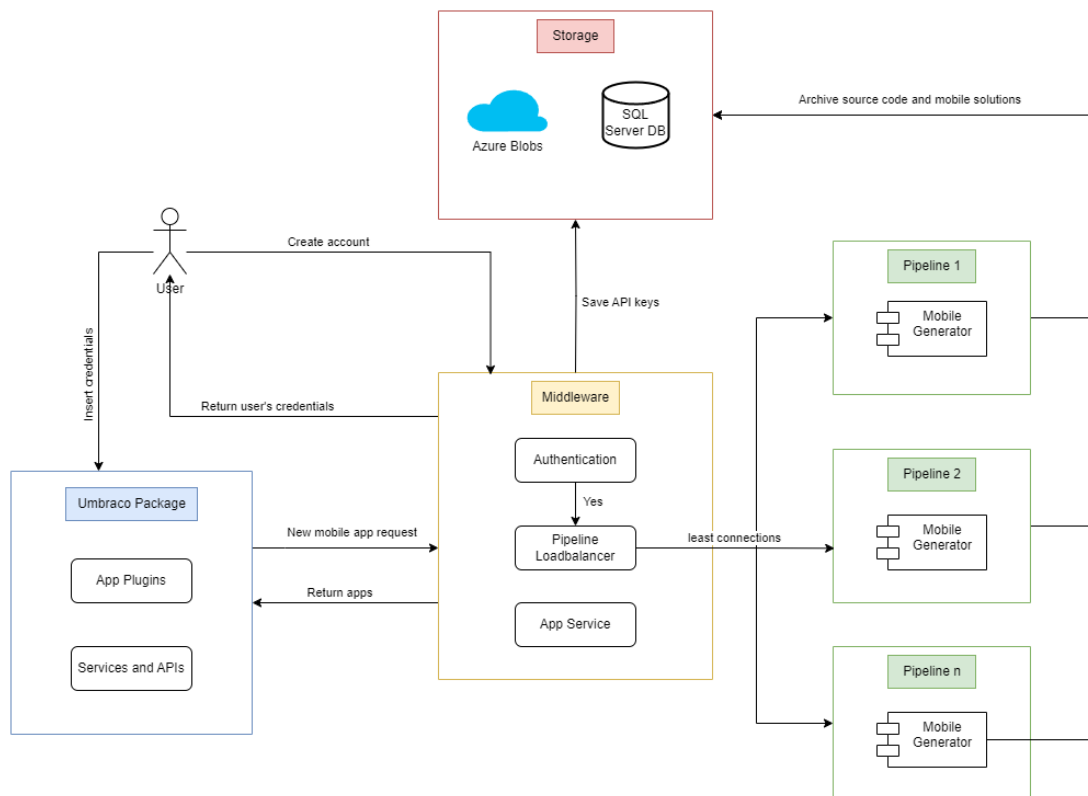 Storage
Azure Blobs
SQL
Server DB
Archive source code and mobile solutions
User
Create account
Insert credentials
Save API keys
Return user's credentials
Pipeline 1
Mobile
Generator
Middleware
Authentication
Yes
Pipeline
Loadbalancer
App Service
Umbraco Package
App Plugins
Services and APIs
New mobile app request
Return apps
least connections
Pipeline 2
Mobile
Generator
Pipeline n
Mobile
Generator